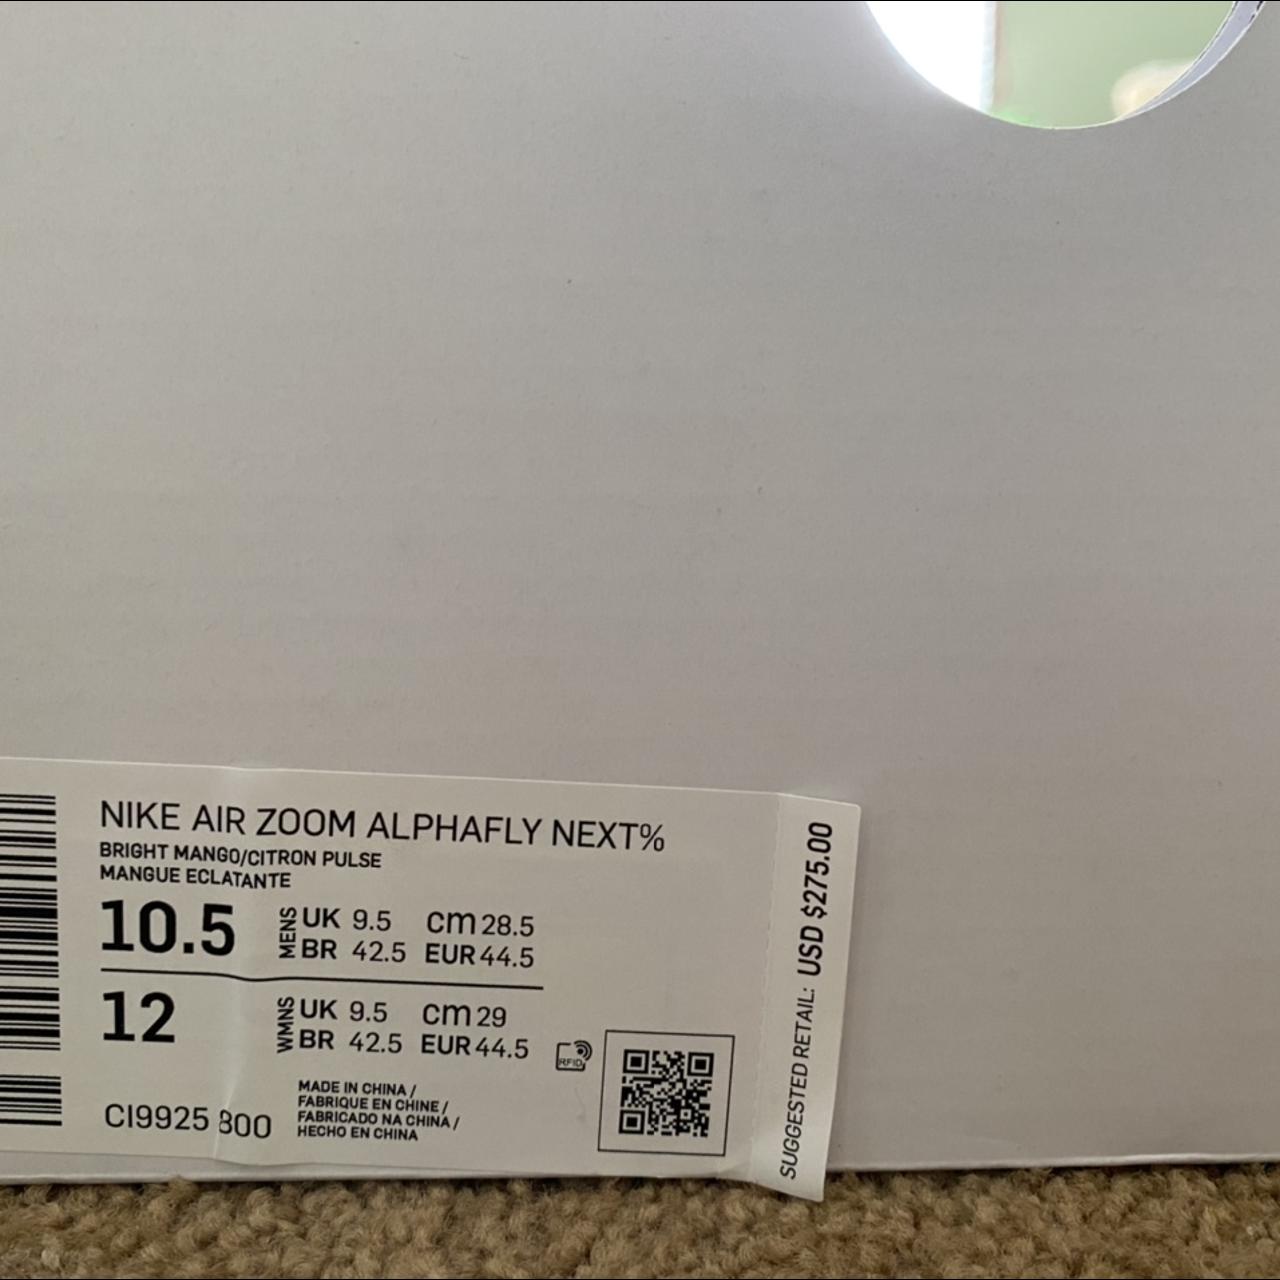 NIKE AIR ZOOM ALPHAFLY NEXT%
BRIGHT MANGO/CITRON PULSE
MANGUE ECLATANTE
10.5 MENS UK 9.5 cm 28.5
BR 42.5 EUR 44.5
12 WMNS UK 9.5 cm 29
BR 42.5 EUR 44.5
RFID
CI9925 800
MADE IN CHINA /
FABRIQUE EN CHINE /
FABRICADO NA CHINA /
HECHO EN CHINA
SUGGESTED RETAIL: USD $275.00